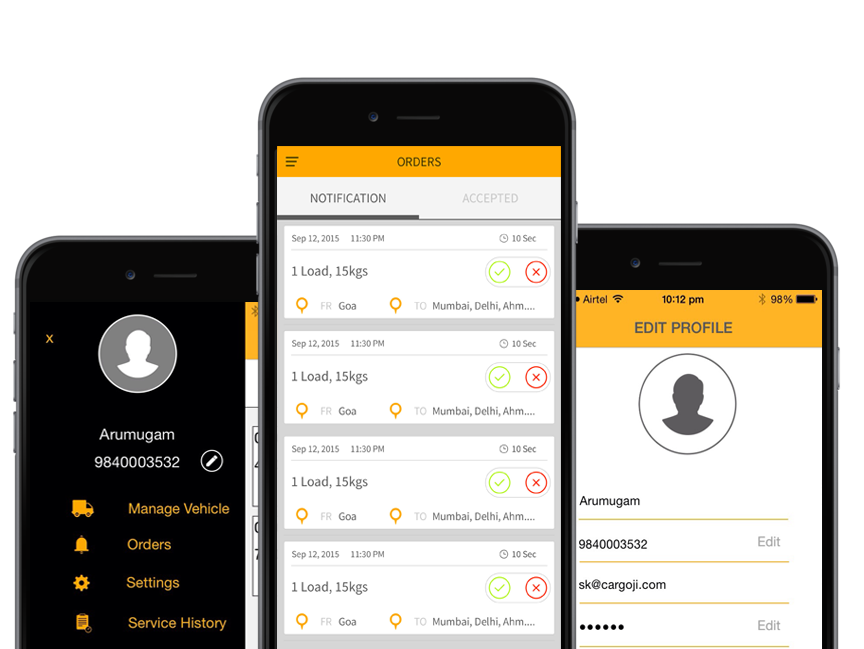 x
Arumugam
9840003532
Manage Vehicle
Orders
Settings
Service History
ORDERS
NOTIFICATION ACCEPTED
Sep 12, 2015 11:30 PM 10 Sec
1 Load, 15kgs
FR Goa TO Mumbai, Delhi, Ahm....
Sep 12, 2015 11:30 PM 10 Sec
1 Load, 15kgs
FR Goa TO Mumbai, Delhi, Ahm....
Sep 12, 2015 11:30 PM 10 Sec
1 Load, 15kgs
FR Goa TO Mumbai, Delhi, Ahm....
Sep 12, 2015 11:30 PM 10 Sec
1 Load, 15kgs
FR Goa TO Mumbai, Delhi, Ahm....
Airtel 10:12 pm 98%
EDIT PROFILE
Arumugam
9840003532 Edit
sk@cargoji.com
•••••• Edit